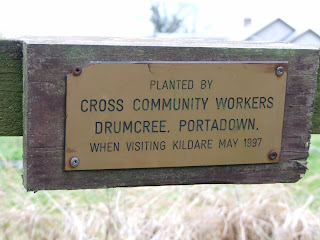 PLANTED BY
CROSS COMMUNITY WORKERS
DRUMCREE, PORTADOWN,
WHEN VISITING KILDARE MAY 1997